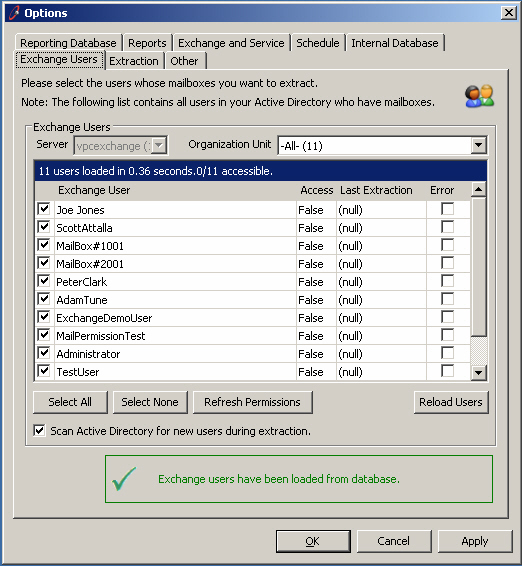 Options
Reporting Database Reports Exchange and Service Schedule Internal Database
Exchange Users Extraction Other
Please select the users whose mailboxes you want to extract.
Note: The following list contains all users in your Active Directory who have mailboxes.
Exchange Users
Server vpcexchange (: Organization Unit -All- (11)
11 users loaded in 0.36 seconds.0/11 accessible.
Exchange User Access Last Extraction Error
Joe Jones False (null)
ScottAttalla False (null)
MailBox#1001 False (null)
MailBox#2001 False (null)
PeterClark False (null)
AdamTune False (null)
ExchangeDemoUser False (null)
MailPermissionTest False (null)
Administrator False (null)
TestUser False (null)
Select All Select None Refresh Permissions Reload Users
Scan Active Directory for new users during extraction.
Exchange users have been loaded from database.
OK Cancel Apply